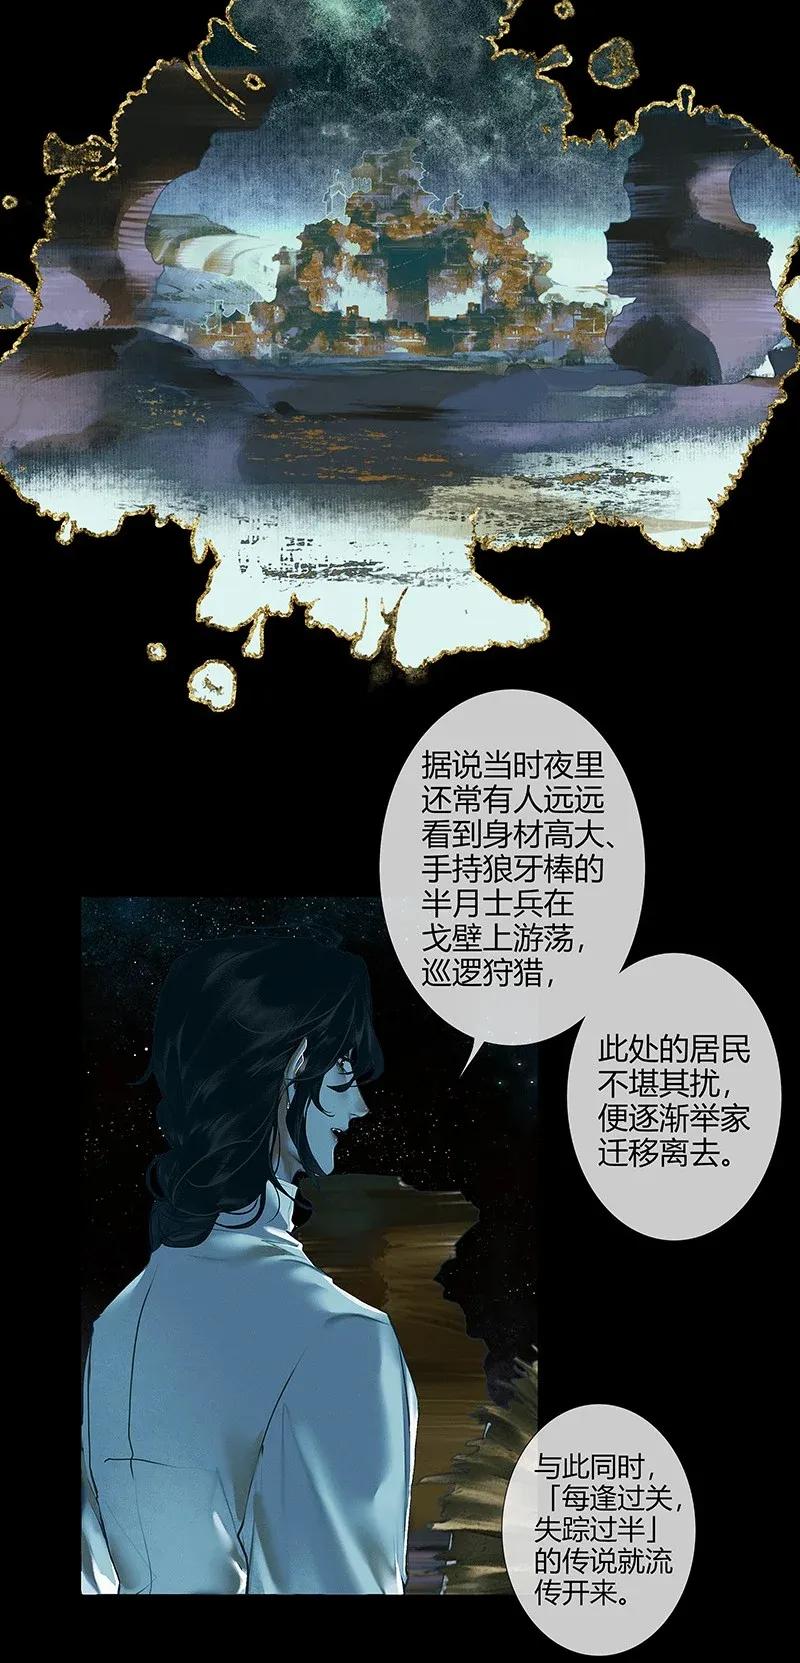 据说当时夜里
还常有人远远
看到身材高大、
手持狼牙棒的
半月士兵在
戈壁上游荡，
巡逻狩猎，
此处的居民
不堪其扰，
便逐渐举家
迁移离去。
与此同时，
「每逢过关，
失踪过半」
的传说就流
传开来。